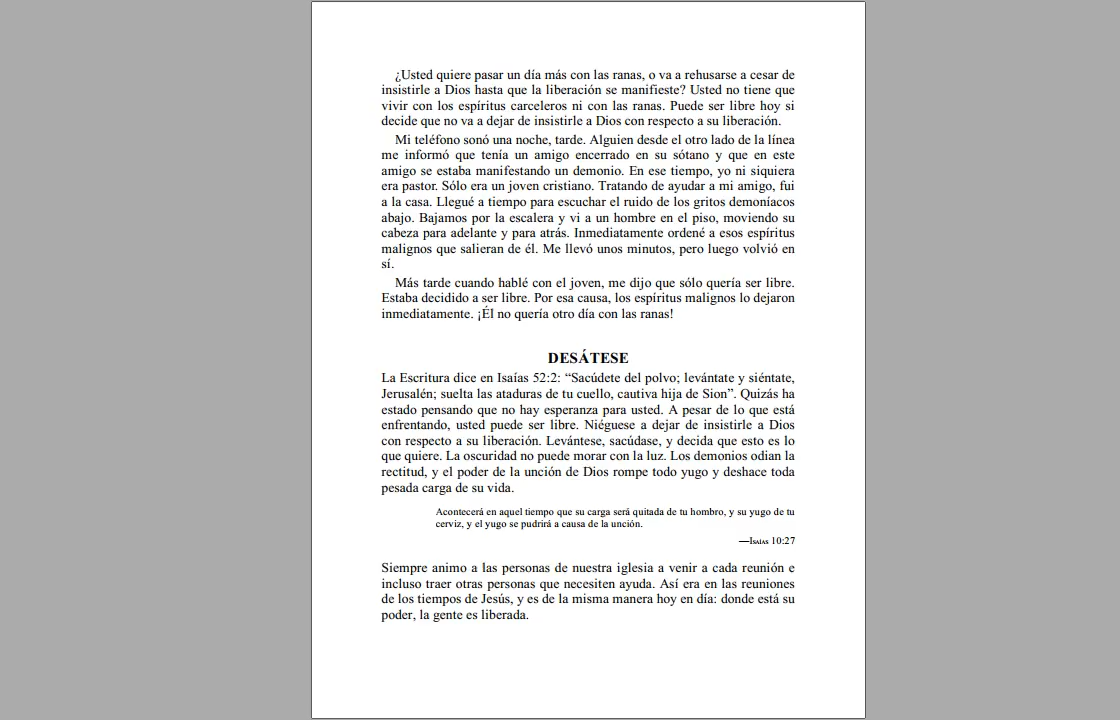 ¿Usted quiere pasar un día más con las ranas, o va a rehusarse a cesar de
insistirle a Dios hasta que la liberación se manifieste? Usted no tiene que
vivir con los espíritus carceleros ni con las ranas. Puede ser libre hoy si
decide que no va a dejar de insistirle a Dios con respecto a su liberación.
Mi teléfono sonó una noche, tarde. Alguien desde el otro lado de la línea
me informó que tenía un amigo encerrado en su sótano y que en este
amigo se estaba manifestando un demonio. En ese tiempo, yo ni siquiera
era pastor. Sólo era un joven cristiano. Tratando de ayudar a mi amigo, fui
a la casa. Llegué a tiempo para escuchar el ruido de los gritos demoníacos
abajo. Bajamos por la escalera y vi a un hombre en el piso, moviendo su
cabeza para adelante y para atrás. Inmediatamente ordené a esos espíritus
malignos que salieran de él. Me llevó unos minutos, pero luego volvió en
sí.
Más tarde cuando hablé con el joven, me dijo que sólo quería ser libre.
Estaba decidido a ser libre. Por esa causa, los espíritus malignos lo dejaron
inmediatamente. ¡Él no quería otro día con las ranas!
DESÁTESE
La Escritura dice en Isaías 52:2: “Sacúdete del polvo; levántate y siéntate,
Jerusalén; suelta las ataduras de tu cuello, cautiva hija de Sion”. Quizás ha
estado pensando que no hay esperanza para usted. A pesar de lo que está
enfrentando, usted puede ser libre. Niéguese a dejar de insistirle a Dios
con respecto a su liberación. Levántese, sacúdase, y decida que esto es lo
que quiere. La oscuridad no puede morar con la luz. Los demonios odian la
rectitud, y el poder de la unción de Dios rompe todo yugo y deshace toda
pesada carga de su vida.
Acontecerá en aquel tiempo que su carga será quitada de tu hombro, y su yugo de tu
cerviz, y el yugo se pudrirá a causa de la unción.
—Isaías 10:27
Siempre animo a las personas de nuestra iglesia a venir a cada reunión e
incluso traer otras personas que necesiten ayuda. Así era en las reuniones
de los tiempos de Jesús, y es de la misma manera hoy en día: donde está su
poder, la gente es liberada.